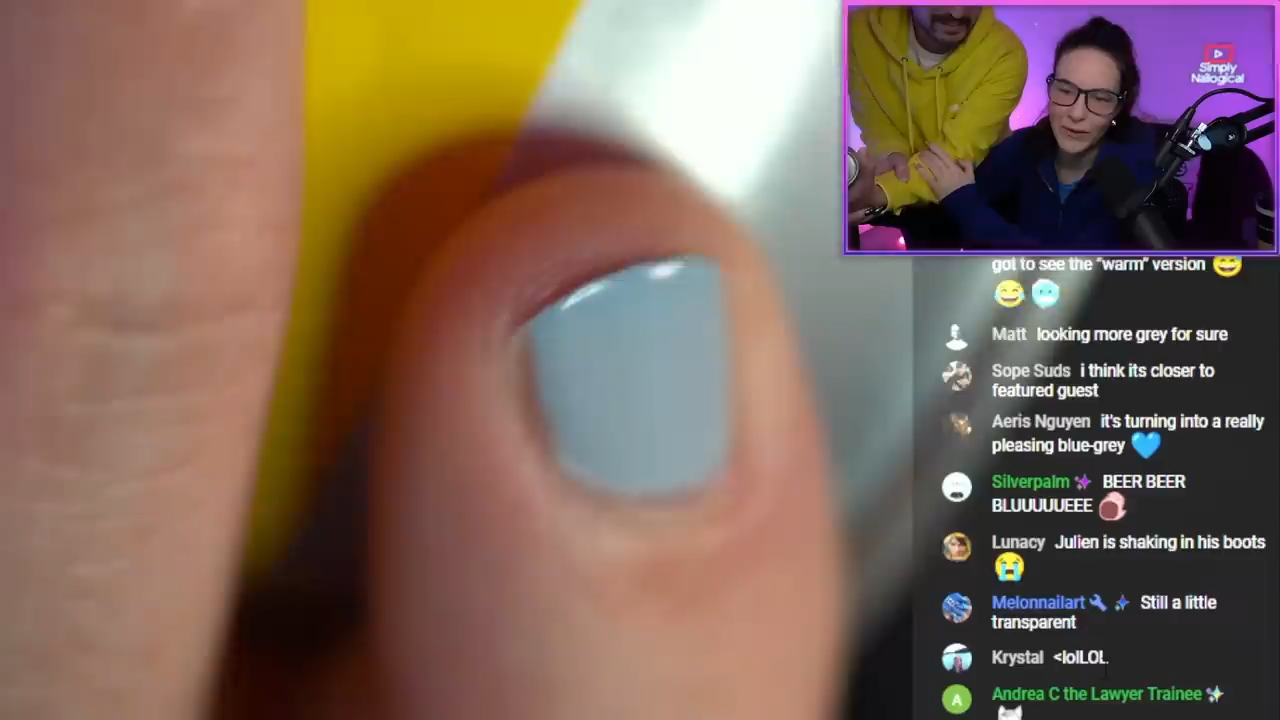 Simply
Nailogical
got to see the "warm" version
Matt looking more grey for sure
Sope Suds i think its closer to
featured guest
Aeris Nguyen it's turning into a really
pleasing blue-grey
Silverpalm BEER BEER
BLUUUUUEEE
Lunacy Julien is shaking in his boots
Melonnailart Still a little
transparent
Krystal <lolLOL.
A Andrea C the Lawyer Trainee